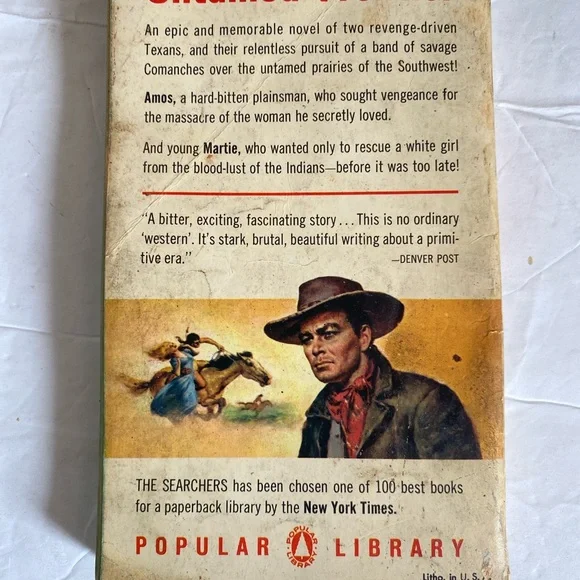 An epic and memorable novel of two revenge-driven
Texans, and their relentless pursuit of a band of savage
Comanches over the untamed prairies of the Southwest!
Amos, a hard-bitten plainsman, who sought vengeance for
the massacre of the woman he secretly loved.
And young Martie, who wanted only to rescue a white girl
from the blood-lust of the Indians—before it was too late!
"A bitter, exciting, fascinating story... This is no ordinary
'western'. It's stark, brutal, beautiful writing about a primi-
tive era."
—DENVER POST
THE SEARCHERS has been chosen one of 100 best books
for a paperback library by the New York Times.
POPULAR POPULAR LIBRARY LIBRARY
Litho. in U. S.